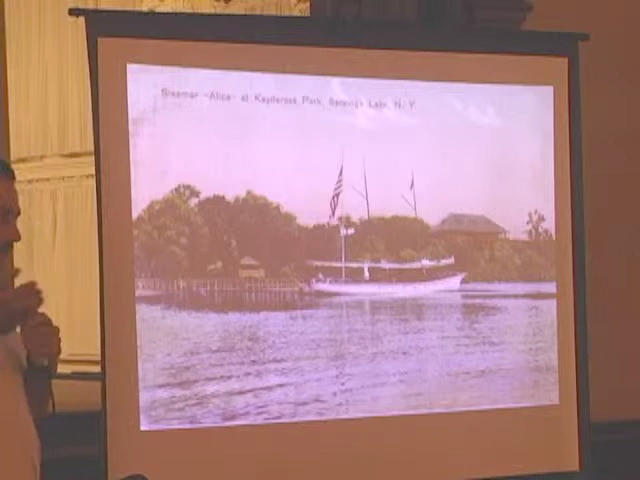 Steamer "Alice" at Kaydeross Park, Saratoga Lake, N. Y.